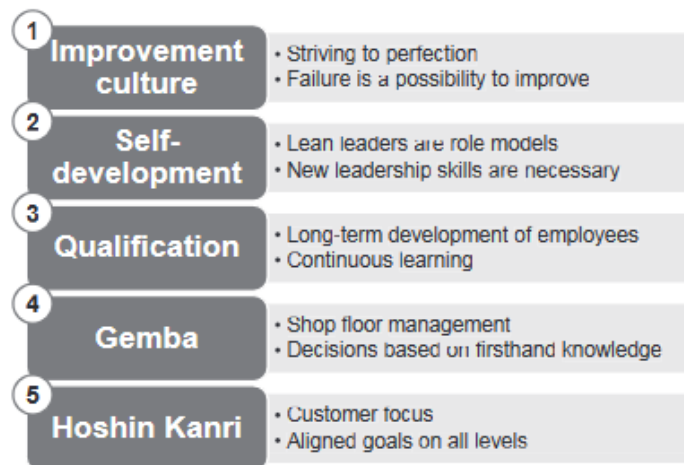 1
Improvement
culture
• Striving to perfection
• Failure is a possibility to improve
2
Self-
development
• Lean leaders are role models
• New leadership skills are necessary
3
Qualification
• Long-term development of employees
• Continuous learning
4
Gemba
• Shop floor management
• Decisions based on firsthand knowledge
5
Hoshin Kanri
• Customer focus
• Aligned goals on all levels